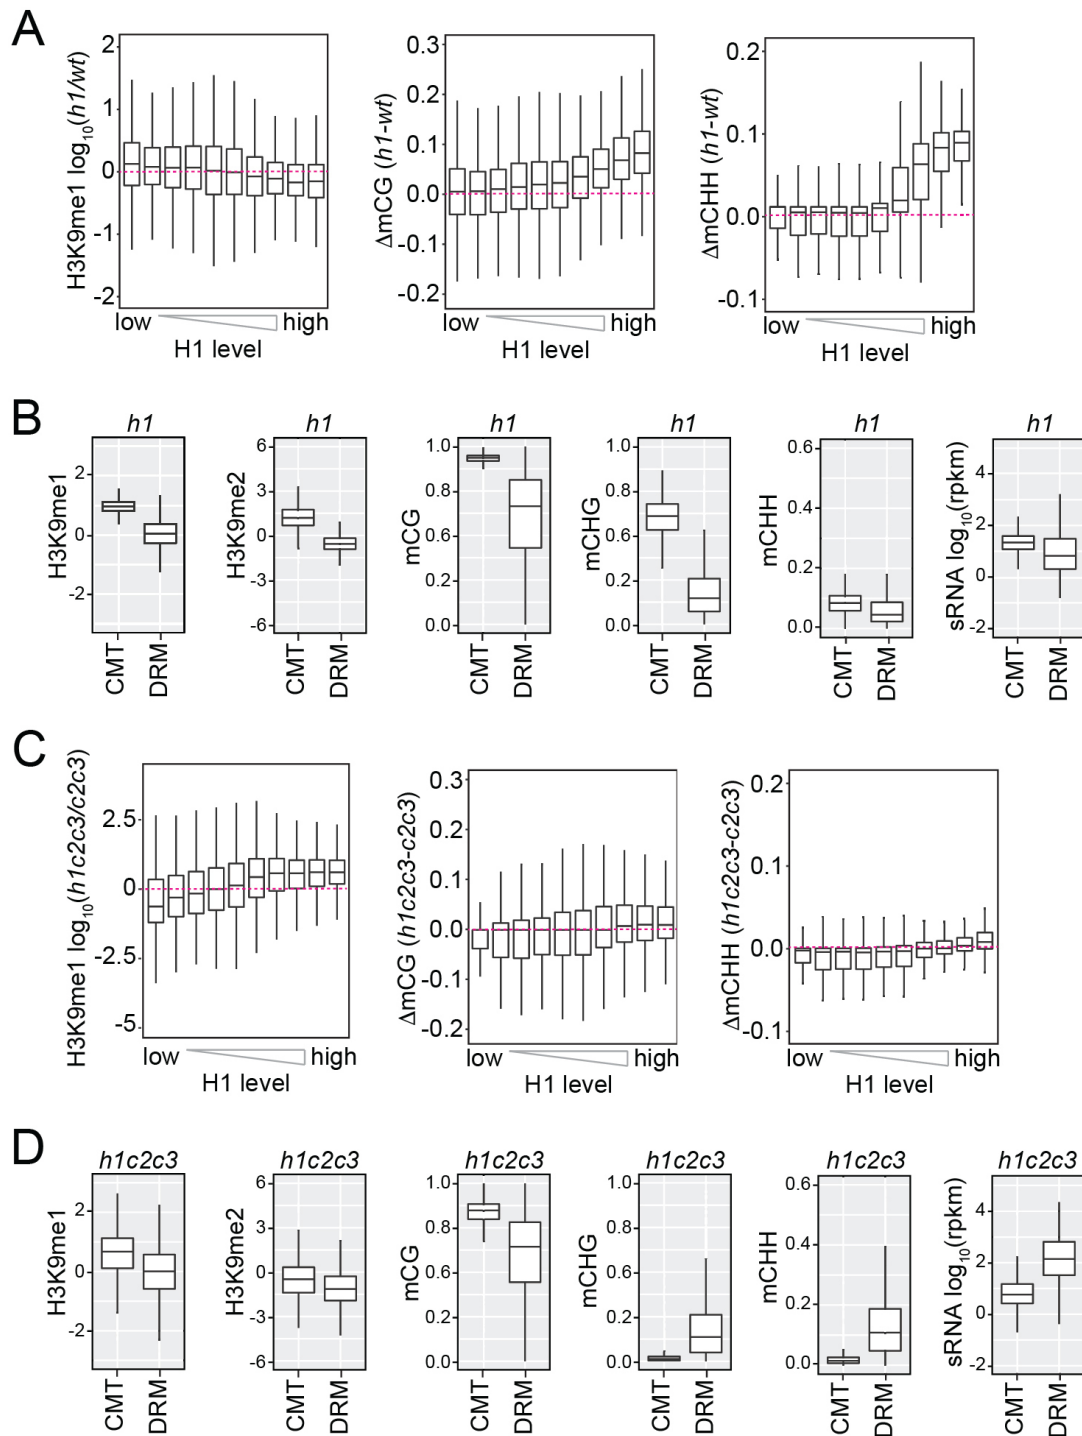 A
H3K9me1 log10(h1/wt)
2
1
0
-1
-2
low
high
H1 level
ΔmCG (h1-wt)
0.3
0.2
0.1
0.0
-0.1
-0.2
low
high
H1 level
ΔmCHH (h1-wt)
0.2
0.1
0.0
-0.1
low
high
H1 level
B
h1
H3K9me1
2
0
-2
CMT
DRM
h1
H3K9me2
6
3
0
-3
-6
CMT
DRM
h1
mCG
1.0
0.8
0.6
0.4
0.2
0.0
CMT
DRM
h1
mCHG
1.0
0.8
0.6
0.4
0.2
0.0
CMT
DRM
h1
mCHH
0.6
0.4
0.2
0.0
CMT
DRM
h1
sRNA log10(rpkm)
4
2
0
-2
CMT
DRM
C
H3K9me1 log10(h1c2c3/c2c3)
2.5
0
-2.5
-5
low
high
H1 level
ΔmCG (h1c2c3-c2c3)
0.3
0.2
0.1
0.0
-0.1
-0.2
low
high
H1 level
ΔmCHH (h1c2c3-c2c3)
0.2
0.1
0.0
-0.1
low
high
H1 level
D
h1c2c3
H3K9me1
2
0
-2
CMT
DRM
h1c2c3
H3K9me2
6
3
0
-3
-6
CMT
DRM
h1c2c3
mCG
1.0
0.8
0.6
0.4
0.2
0.0
CMT
DRM
h1c2c3
mCHG
1.0
0.8
0.6
0.4
0.2
0.0
CMT
DRM
h1c2c3
mCHH
0.6
0.4
0.2
0.0
CMT
DRM
h1c2c3
sRNA log10(rpkm)
4
2
0
-2
CMT
DRM